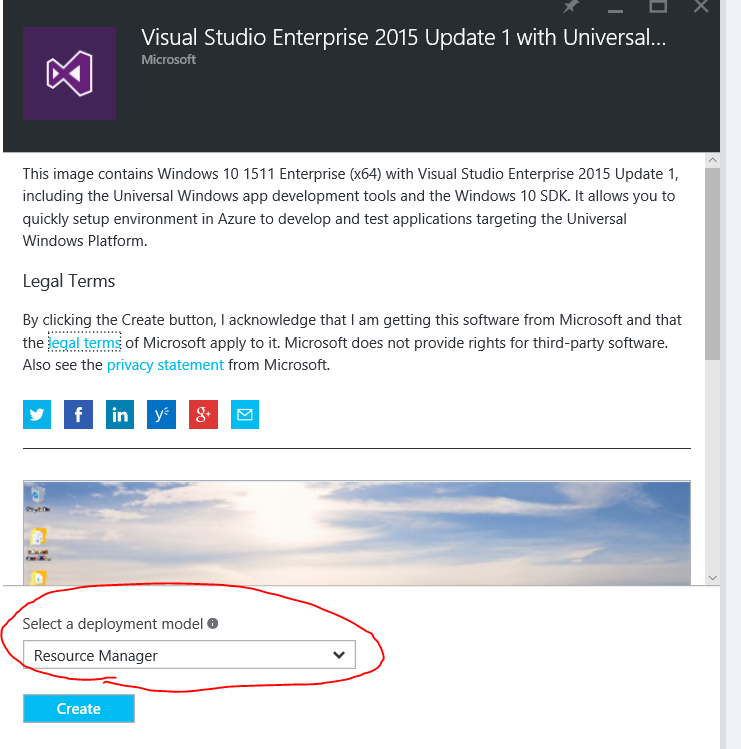 Visual Studio Enterprise 2015 Update 1 with Universal...
Microsoft
This image contains Windows 10 1511 Enterprise (x64) with Visual Studio Enterprise 2015 Update 1,
including the Universal Windows app development tools and the Windows 10 SDK. It allows you to
quickly setup environment in Azure to develop and test applications targeting the Universal
Windows Platform.
Legal Terms
By clicking the Create button, I acknowledge that I am getting this software from Microsoft and that
the legal terms of Microsoft apply to it. Microsoft does not provide rights for third-party software.
Also see the privacy statement from Microsoft.
Select a deployment model
Resource Manager
Create